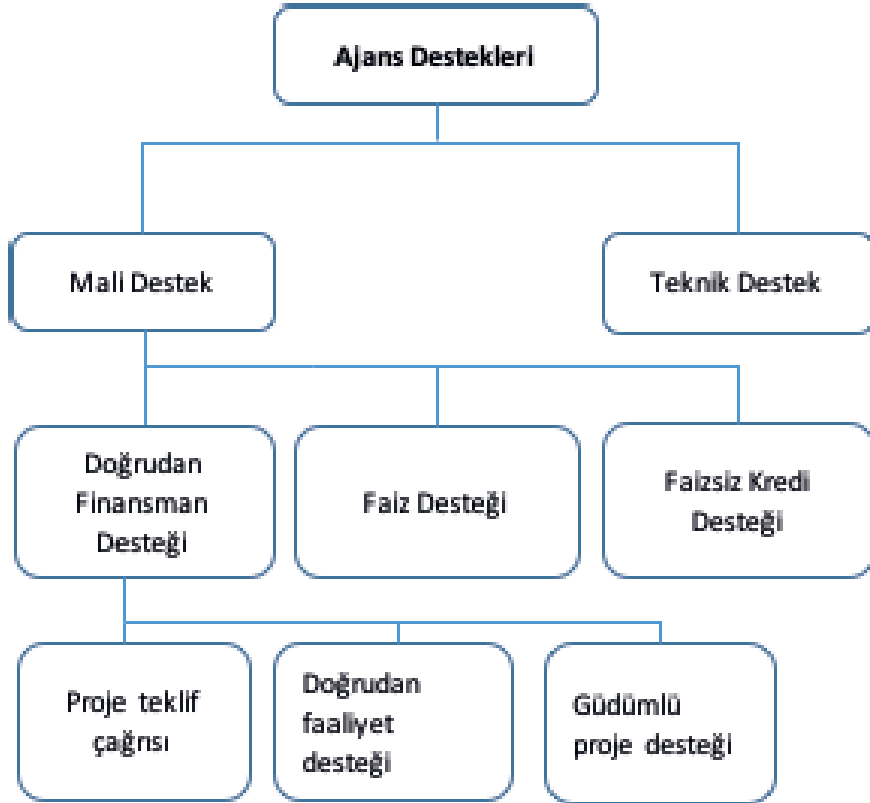 Ajans Destekleri
Mali Destek
Teknik Destek
Doğrudan
Finansman
Desteği
Faiz Desteği
Faizsiz Kredi
Desteği
Proje teklif
çağrısı
Doğrudan
faaliyet
desteği
Güdümlü
proje desteği